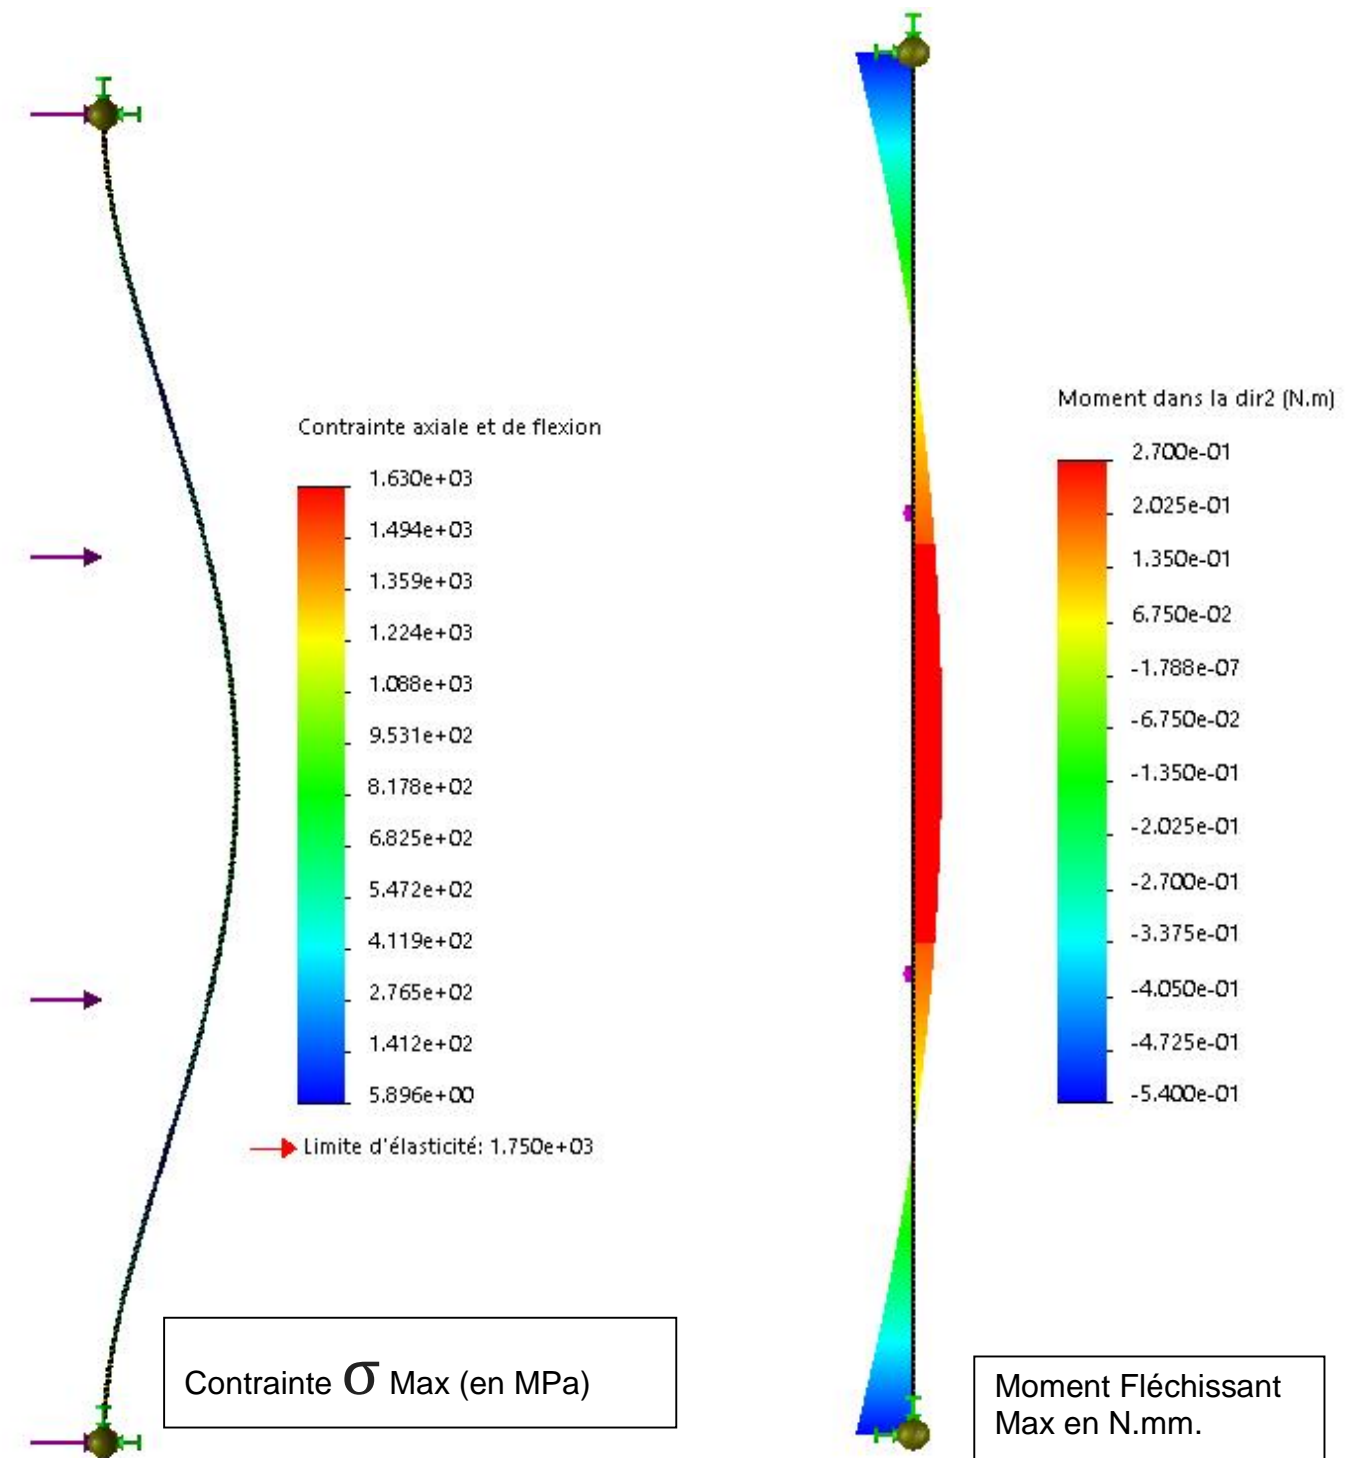 Contrainte axiale et de flexion
1.630e+03
1.494e+03
1.359e+03
1.224e+03
1.088e+03
9.531e+02
8.178e+02
6.825e+02
5.472e+02
4.119e+02
2.765e+02
1.412e+02
5.896e+00
Limite d'élasticité: 1.750e+03
Contrainte σ Max (en MPa)
Moment dans la dir2 (N.m)
2.700e-01
2.025e-01
1.350e-01
6.750e-02
-1.788e-07
-6.750e-02
-1.350e-01
-2.025e-01
-2.700e-01
-3.375e-01
-4.050e-01
-4.725e-01
-5.400e-01
Moment Fléchissant
Max en N.mm.